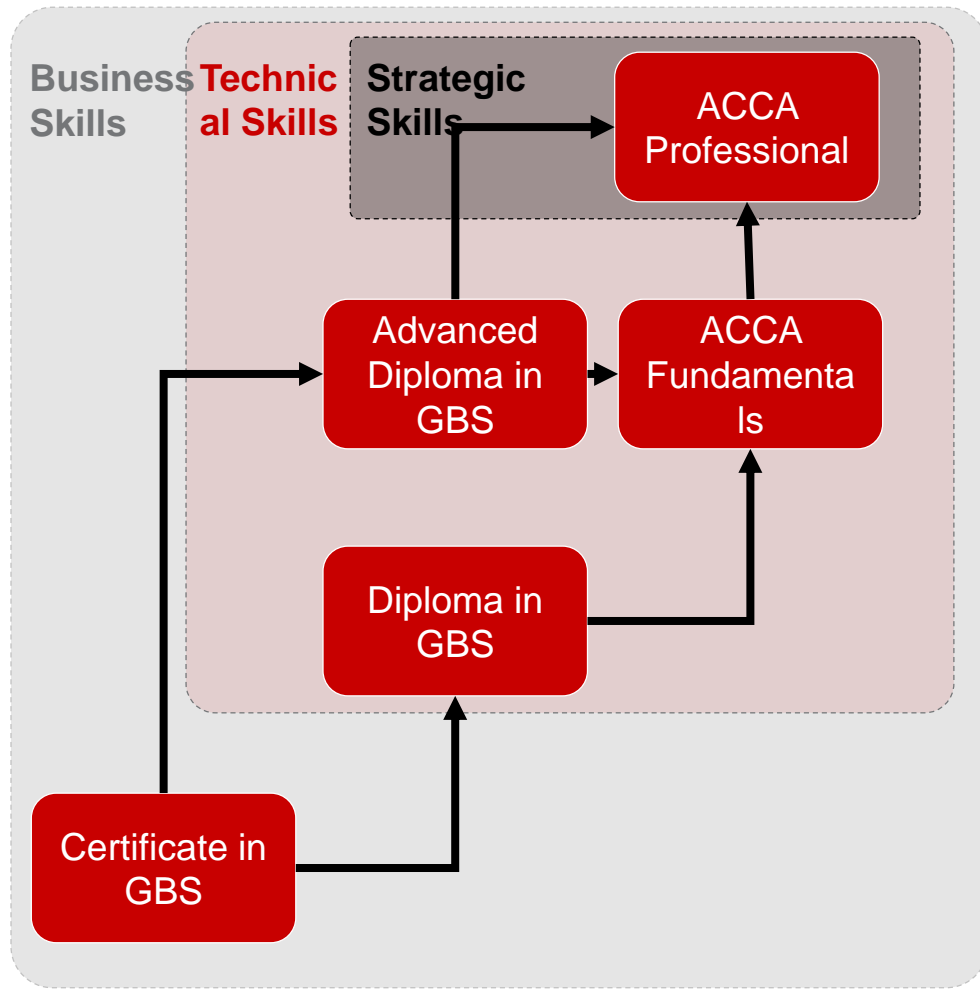 Business
Skills
Technic
al Skills
Strategic
Skills
ACCA
Professional
Advanced
Diploma in
GBS
ACCA
Fundamenta
ls
Diploma in
GBS
Certificate in
GBS